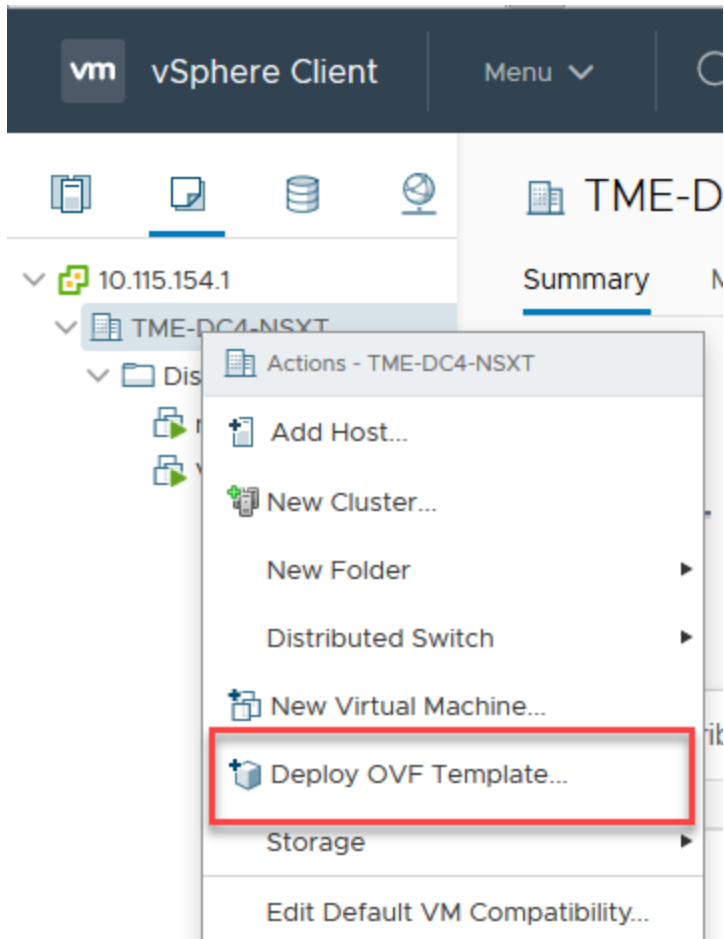 vm vSphere Client Menu
TME-D
Summary
10.115.154.1
TME-DC4-NSXT
Dis
Actions - TME-DC4-NSXT
Add Host...
New Cluster...
New Folder
Distributed Switch
New Virtual Machine...
Deploy OVF Template...
Storage
Edit Default VM Compatibility...